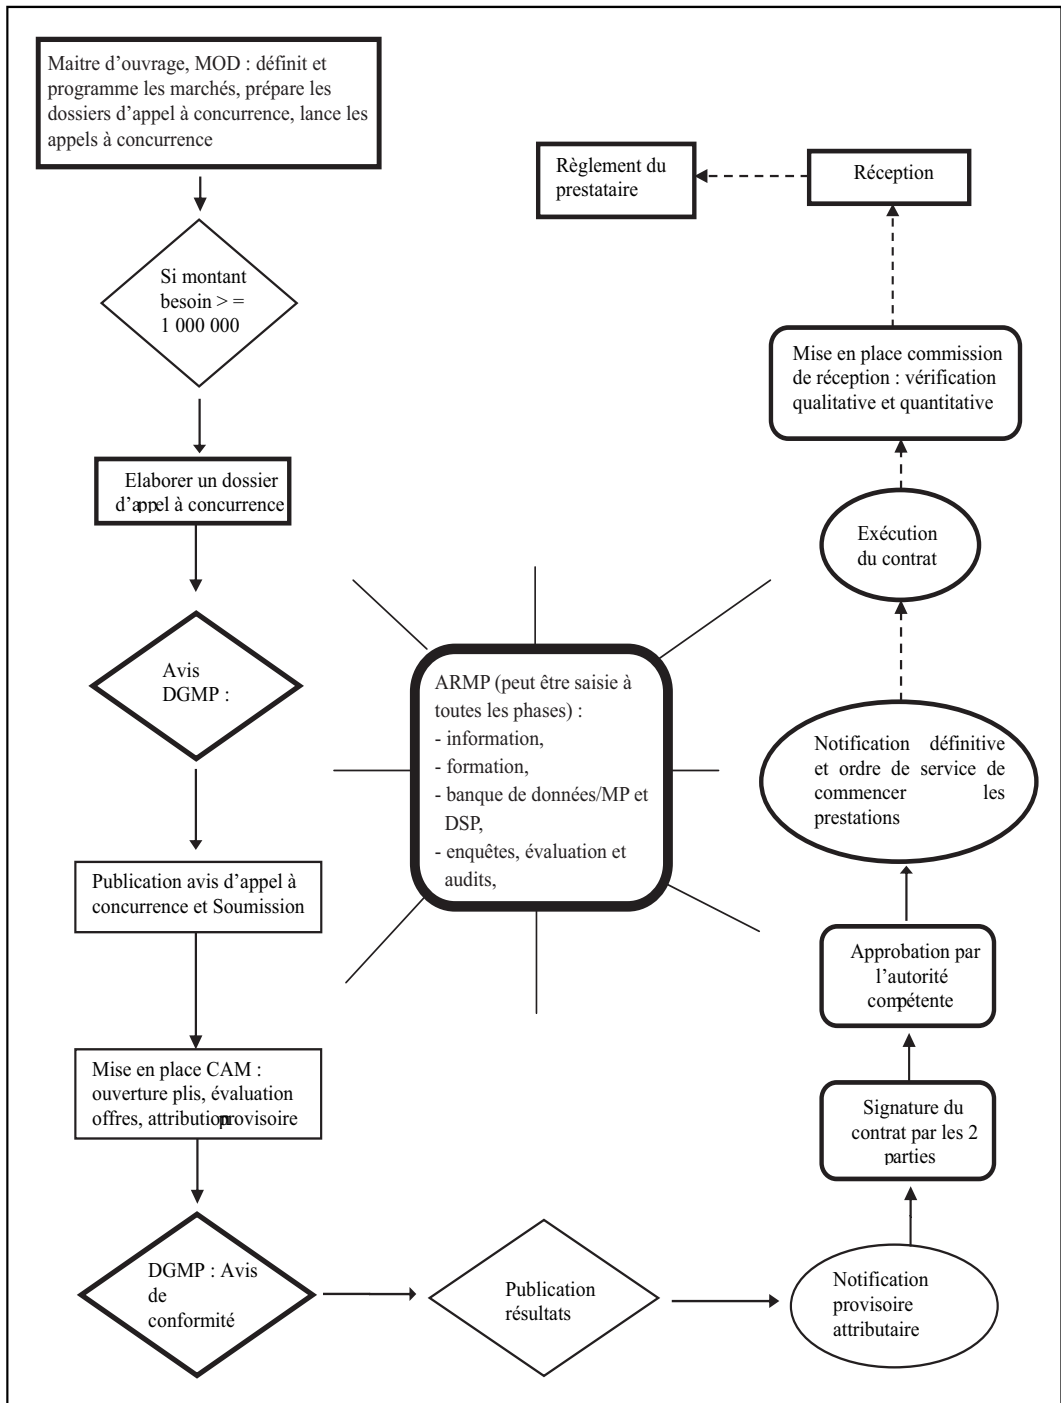 Maitre d'ouvrage, MOD : définit et
programme les marchés, prépare les
dossiers d'appel à concurrence, lance les
appels à concurrence
Si montant
besoin > =
1 000 000
Elaborer un dossier
d'appel à concurrence
Avis
DGMP :
Publication avis d'appel à
concurrence et Soumission
Mise en place CAM :
ouverture plis, évaluation
offres, attribution provisoire
DGMP : Avis
de
conformité
Publication
résultats
Notification
provisoire
attributaire
Signature du
contrat par les 2
parties
Approbation par
l'autorité
compétente
Notification définitive
et ordre de service de
commencer les
prestations
Exécution
du contrat
Mise en place commission
de réception : vérification
qualitative et quantitative
Réception
Règlement du
prestataire
ARMP (peut être saisie à
toutes les phases) :
- information,
- formation,
- banque de données/MP et
DSP,
- enquêtes, évaluation et
audits,